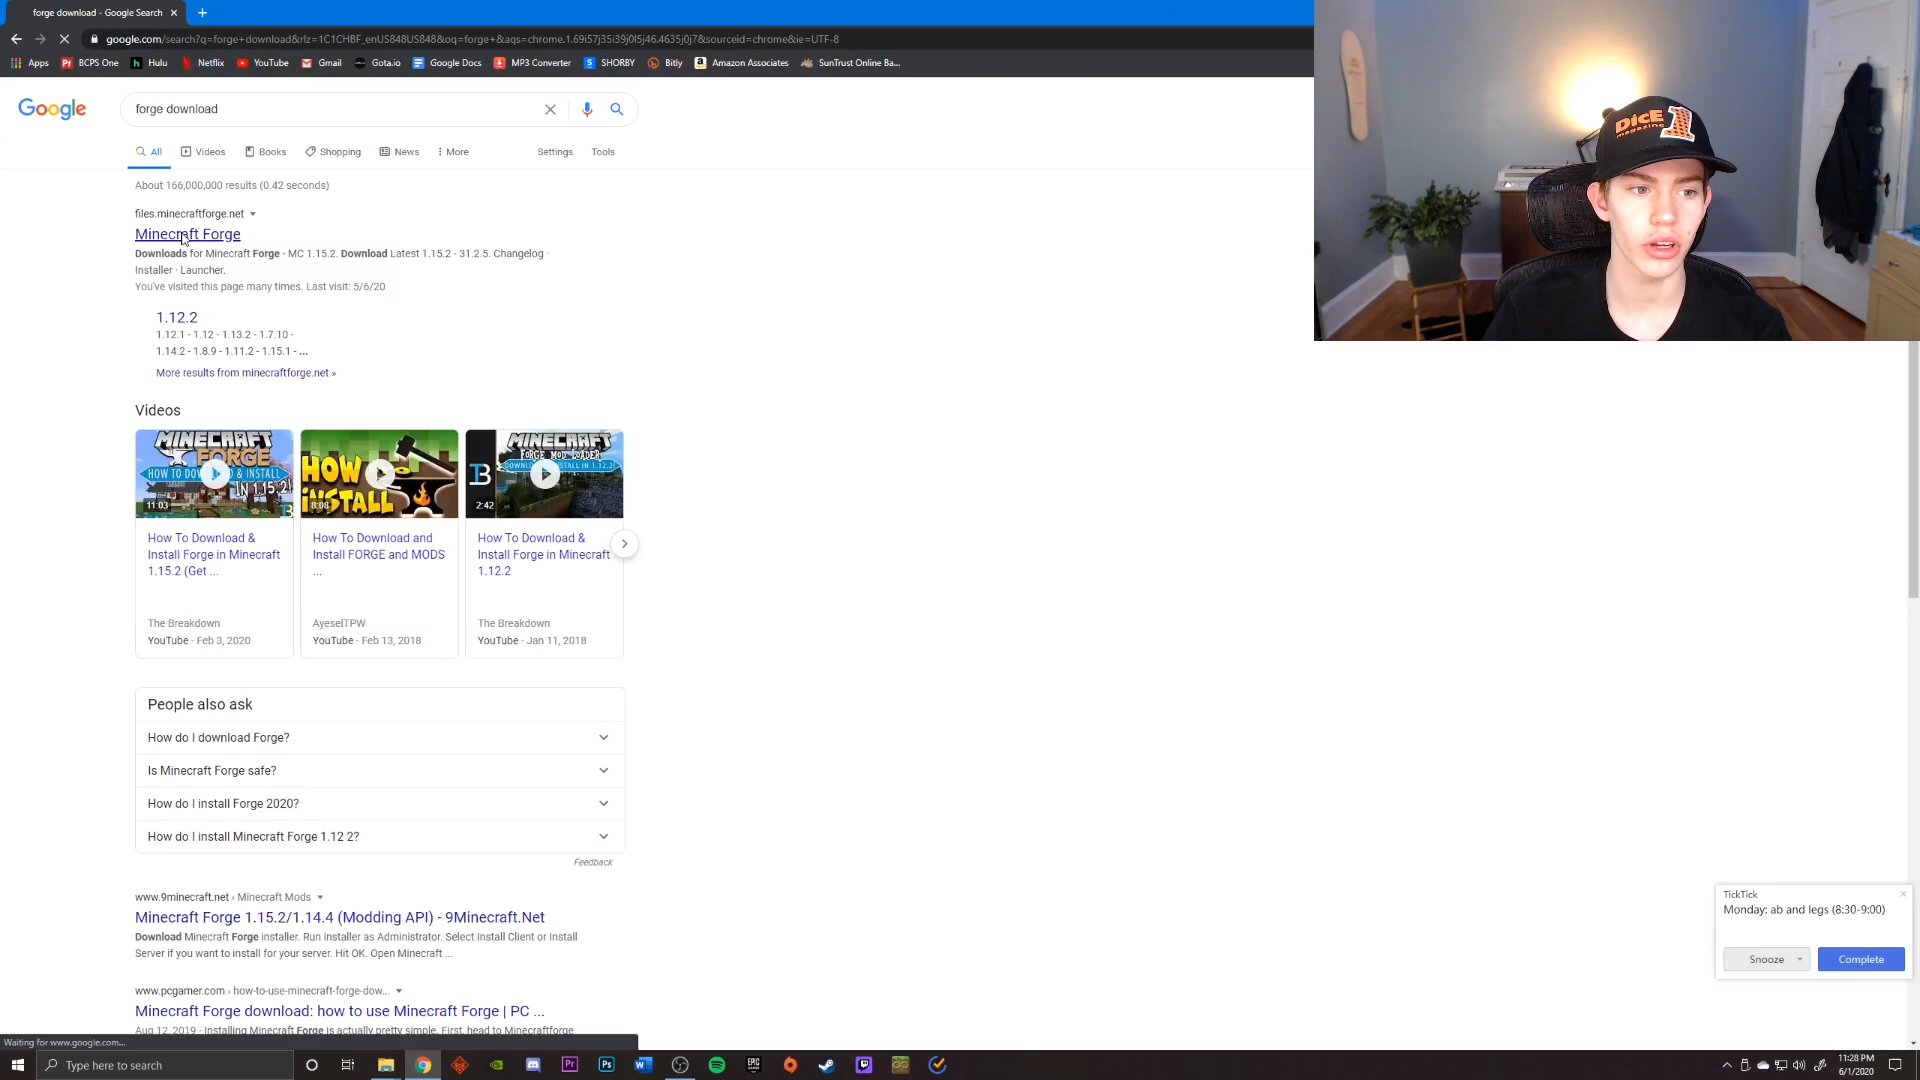 forge download - Google Search
google.com/search?q=forge+download&rlz=1C1CHBF_enUS848US848&oq=forge+&aqs=chrome.1.69i57j35i39j0l5j46.4635j0j7&sourceid=chrome&ie=UTF-8
Apps BCPS One Hulu Netflix YouTube Gmail Gota.io Google Docs MP3 Converter SHORBY Bitly Amazon Associates SunTrust Online Ba...
Google forge download
All Videos Books Shopping News More Settings Tools
About 166,000,000 results (0.42 seconds)
files.minecraftforge.net
Minecraft Forge
Downloads for Minecraft Forge - MC 1.15.2. Download Latest 1.15.2 - 31.2.5. Changelog ·
Installer · Launcher.
You've visited this page many times. Last visit: 5/6/20
1.12.2
1.12.1 - 1.12 - 1.13.2 - 1.7.10 -
1.14.2 - 1.8.9 - 1.11.2 - 1.15.1 - ...
More results from minecraftforge.net »
Videos
MINECRAFT FORGE
HOW TO DOWNLOAD & INSTALL
IN 1.15.2!
11:03
HOW
INSTALL
8:08
MINECRAFT
FORGE MOD LOADER
DOWNLOAD & INSTALL IN 1.12.2!
2:42
How To Download &
Install Forge in Minecraft
1.15.2 (Get ...
The Breakdown
YouTube - Feb 3, 2020
How To Download and
Install FORGE and MODS
...
AyeselTPW
YouTube - Feb 13, 2018
How To Download &
Install Forge in Minecraft
1.12.2
The Breakdown
YouTube - Jan 11, 2018
People also ask
How do I download Forge?
Is Minecraft Forge safe?
How do I install Forge 2020?
How do I install Minecraft Forge 1.12 2?
Feedback
www.9minecraft.net › Minecraft Mods
Minecraft Forge 1.15.2/1.14.4 (Modding API) - 9Minecraft.Net
Download Minecraft Forge installer. Run installer as Administrator. Select Install Client or Install
Server if you want to install for your server. Hit OK. Open Minecraft ...
www.pcgamer.com › how-to-use-minecraft-forge-dow...
Minecraft Forge download: how to use Minecraft Forge | PC ...
Aug 12, 2019 - Installing Minecraft Forge is actually pretty simple. First, head to Minecraftforge
Waiting for www.google.com...
DicE 1
magazine
TickTick
Monday: ab and legs (8:30-9:00)
Snooze Complete
Type here to search
11:28 PM
6/1/2020